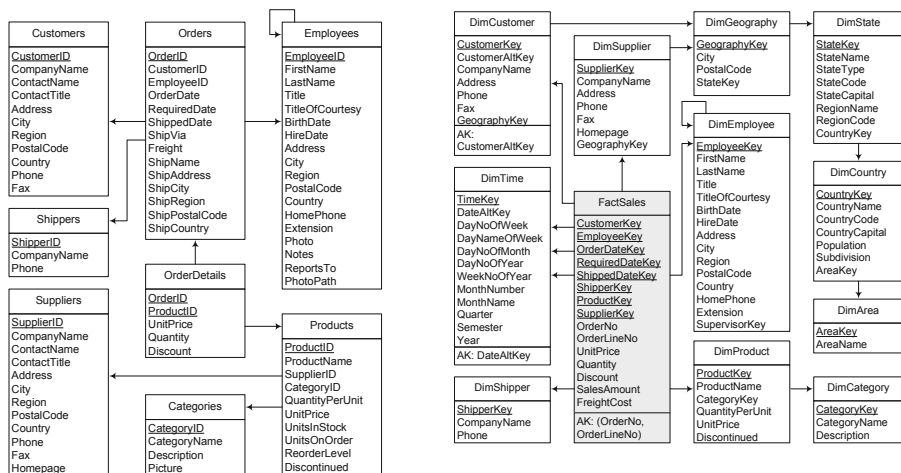 Customers
CustomerID
CompanyName
ContactName
ContactTitle
Address
City
Region
PostalCode
Country
Phone
Fax
Shippers
ShipperID
CompanyName
Phone
Suppliers
SupplierID
CompanyName
ContactName
ContactTitle
Address
City
Region
PostalCode
Country
Phone
Fax
Homepage
Orders
OrderID
CustomerID
EmployeeID
OrderDate
RequiredDate
ShippedDate
ShipVia
Freight
ShipName
ShipAddress
ShipCity
ShipRegion
ShipPostalCode
ShipCountry
OrderDetails
OrderID
ProductID
UnitPrice
Quantity
Discount
Categories
CategoryID
CategoryName
Description
Picture
Employees
EmployeeID
FirstName
LastName
Title
TitleOfCourtesy
BirthDate
HireDate
Address
City
Region
PostalCode
Country
HomePhone
Extension
Photo
Notes
ReportsTo
PhotoPath
Products
ProductID
ProductName
SupplierID
CategoryID
QuantityPerUnit
UnitPrice
UnitsInStock
UnitsOnOrder
ReorderLevel
Discontinued
DimCustomer
CustomerKey
CustomerAltKey
CompanyName
Address
Phone
Fax
GeographyKey
AK:
CustomerAltKey
DimTime
TimeKey
DateAltKey
DayNoOfWeek
DayNameOfWeek
DayNoOfMonth
DayNoOfYear
WeekNoOfYear
MonthNumber
MonthName
Quarter
Semester
Year
AK: DateAltKey
DimShipper
ShipperKey
CompanyName
Phone
DimSupplier
SupplierKey
CompanyName
Address
Phone
Fax
Homepage
GeographyKey
FactSales
CustomerKey
EmployeeKey
OrderDateKey
RequiredDateKey
ShippedDateKey
ShipperKey
ProductKey
SupplierKey
OrderNo
OrderLineNo
UnitPrice
Quantity
Discount
SalesAmount
FreightCost
AK: (OrderNo,
OrderLineNo)
DimGeography
GeographyKey
City
PostalCode
StateKey
DimEmployee
EmployeeKey
FirstName
LastName
Title
TitleOfCourtesy
BirthDate
HireDate
Address
City
Region
PostalCode
Country
HomePhone
Extension
SupervisorKey
DimProduct
ProductKey
ProductName
CategoryKey
QuantityPerUnit
UnitPrice
Discontinued
DimState
StateKey
StateName
StateType
StateCode
StateCapital
RegionName
RegionCode
CountryKey
DimCountry
CountryKey
CountryName
CountryCode
CountryCapital
Population
Subdivision
AreaKey
DimArea
AreaKey
AreaName
DimCategory
CategoryKey
CategoryName
Description